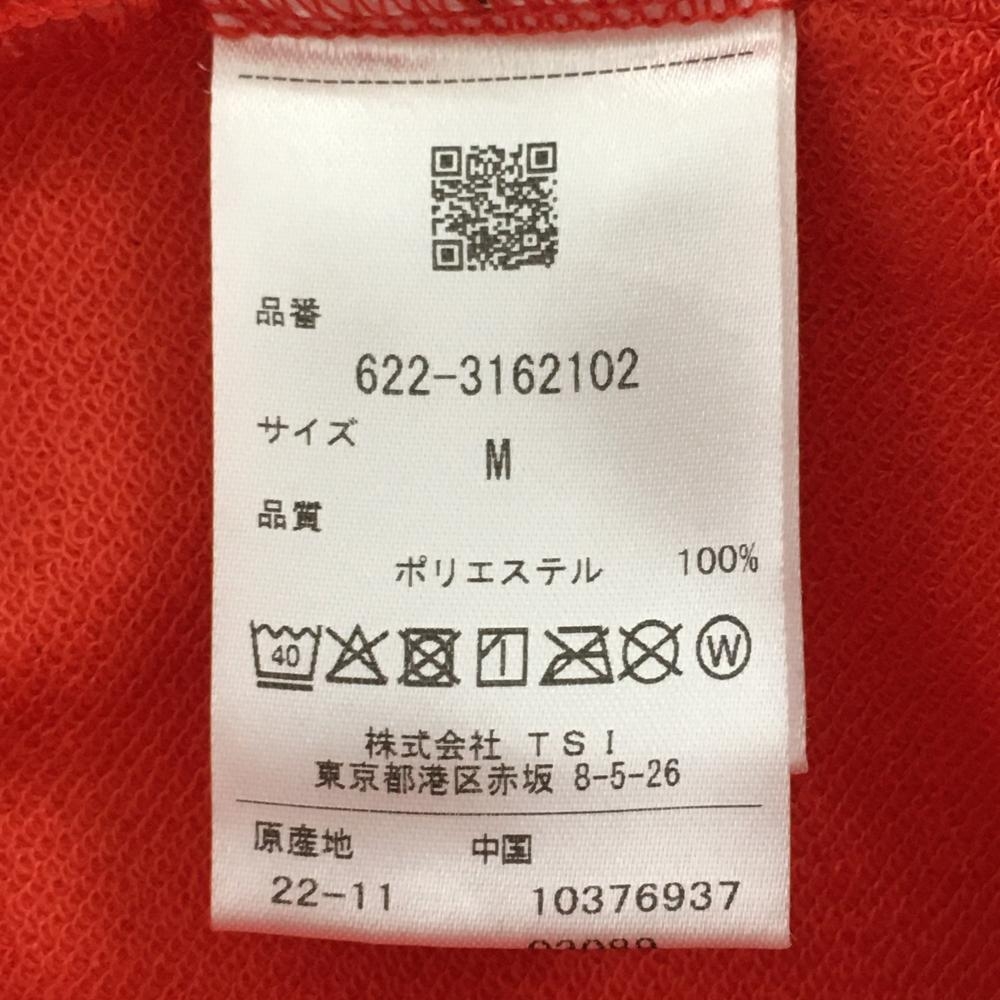 品番
622-3162102
サイズ
M
品質
ポリエステル 100%
40
W
株式会社 TSI
東京都港区赤坂 8-5-26
原産地 中国
22-11 10376937